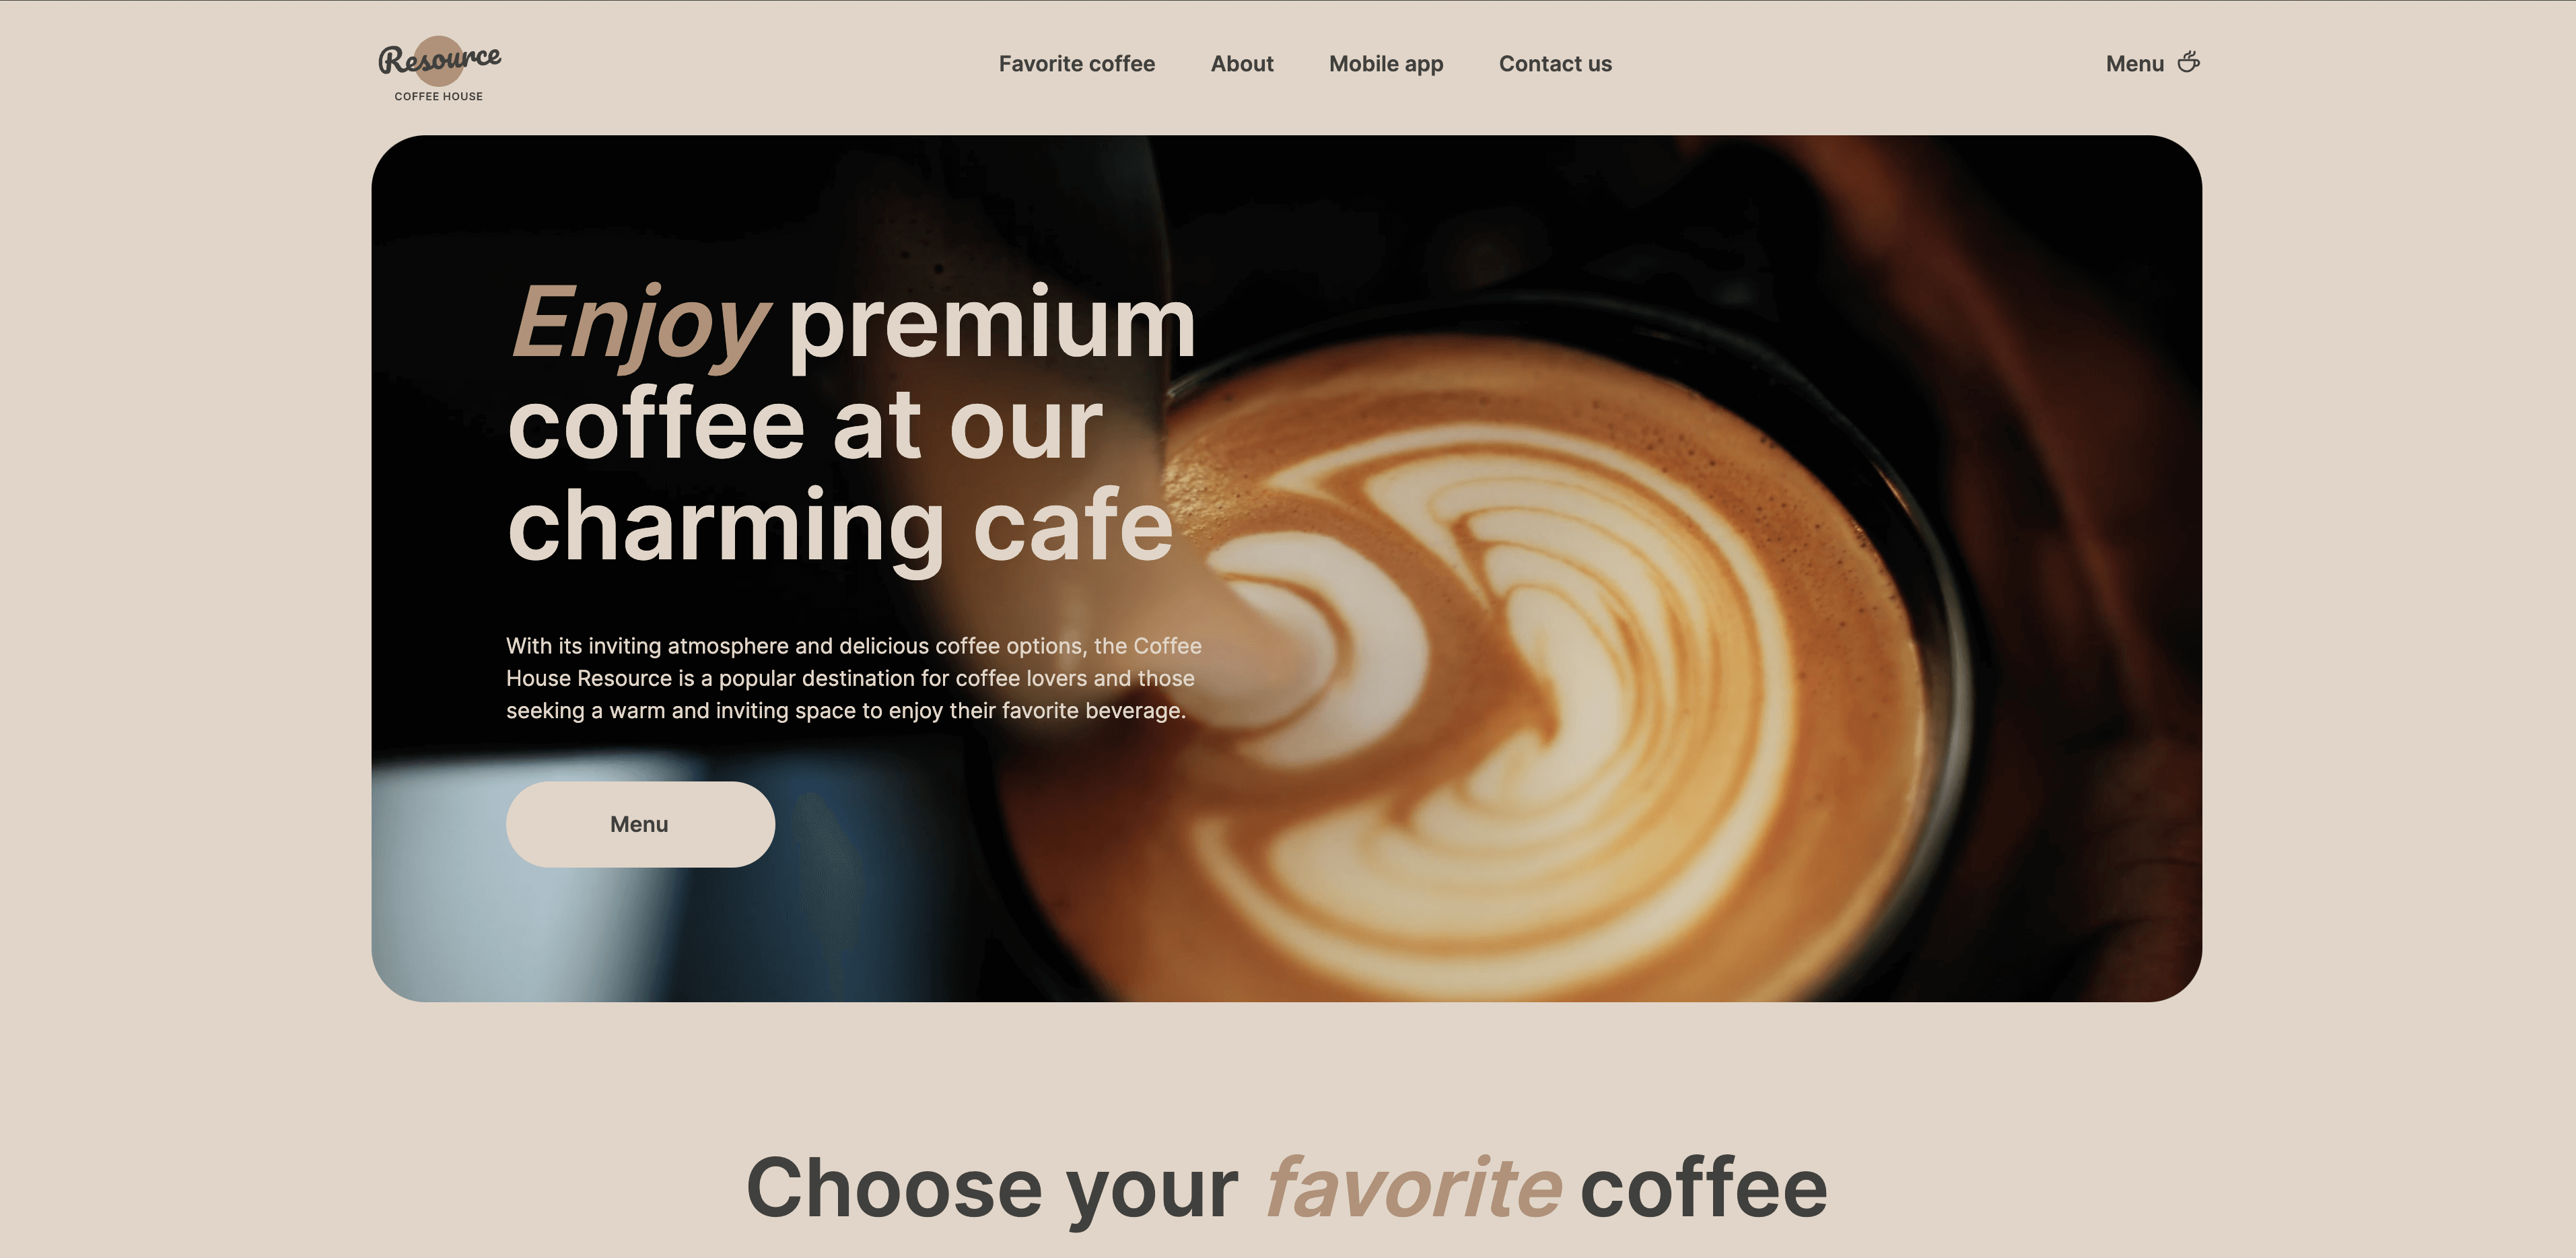 Resource
COFFEE HOUSE
Favorite coffee
About
Mobile app
Contact us
Menu
Enjoy premium
coffee at our
charming cafe
With its inviting atmosphere and delicious coffee options, the Coffee
House Resource is a popular destination for coffee lovers and those
seeking a warm and inviting space to enjoy their favorite beverage.
Menu
Choose your favorite coffee